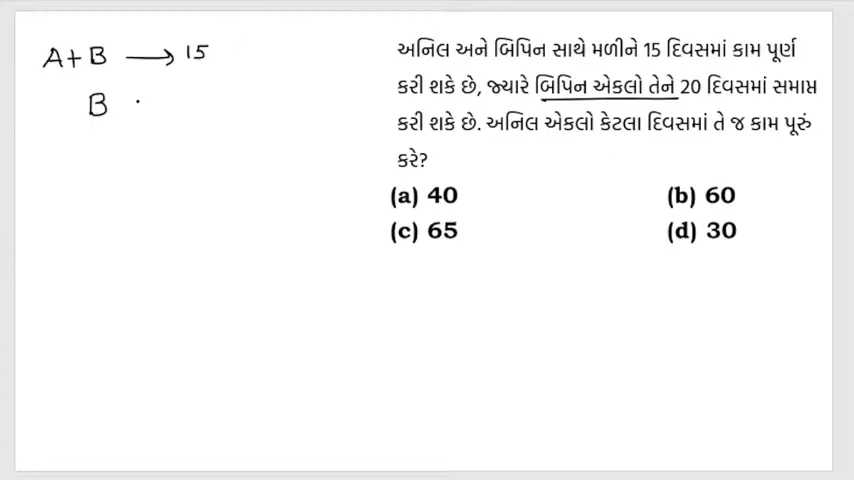 A+B → 15
B
અનિલ અને બિપિન સાથે મળીને 15 દિવસમાં કામ પૂર્ણ
કરી શકે છે, જ્યારે બિપિન એકલો તેને 20 દિવસમાં સમાપ્ત
કરી શકે છે. અનિલ એકલો કેટલા દિવસમાં તે જ કામ પૂરું
કરે?
(a) 40 (b) 60
(c) 65 (d) 30